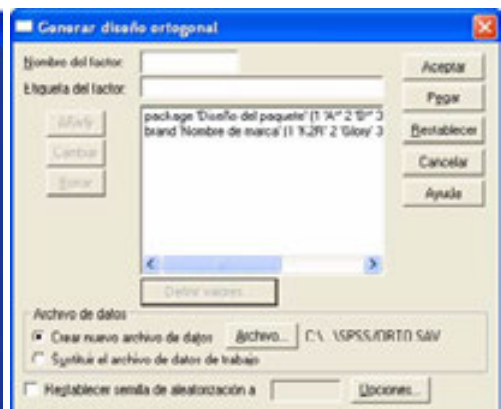 Generar diseño ortogonal
Nombre del factor:
Etiqueta del factor:
Añadir
Cambiar
Borrar
package 'Diseño del paquete' (1 'A*' 2 'B*' 3
brand 'Nombre de marca' (1 'K2R' 2 'Glory' 3
Aceptar
Pegar
Restablecer
Cancelar
Ayuda
Definir valores...
Archivo de datos
Crear nuevo archivo de datos
Archivo...
C:\...\SPSS/ORTO.SAV
Sustituir el archivo de datos de trabajo
Restablecer semilla de aleatorización a
Opciones...